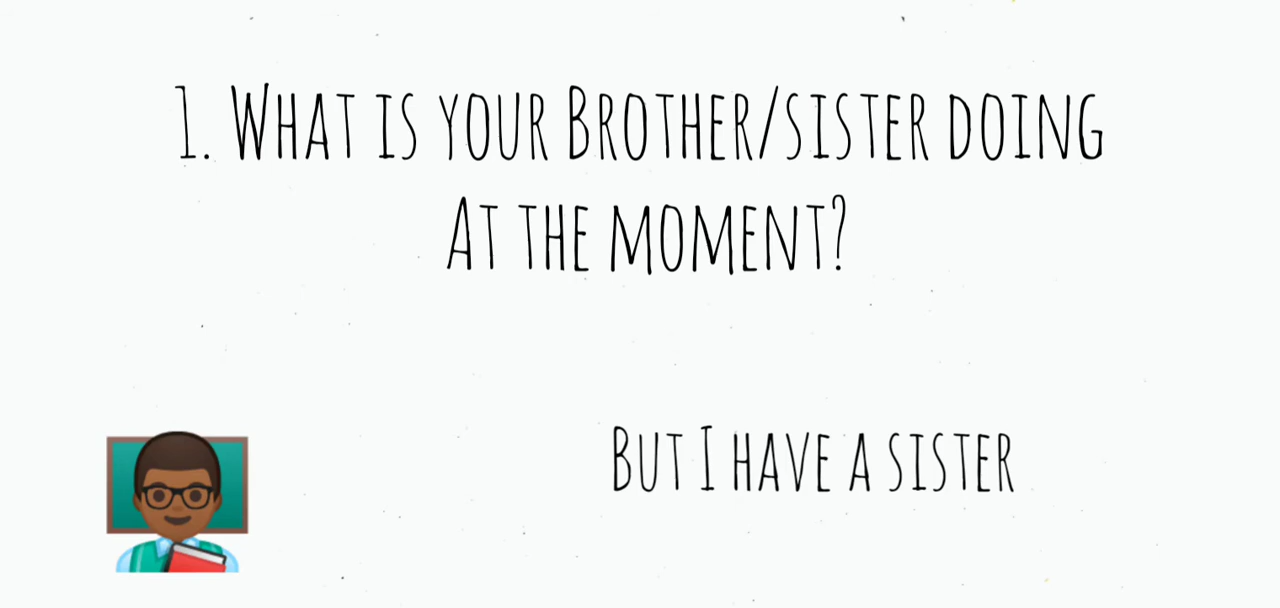 1. What is your Brother/sister doing
At the moment?
But I have a sister